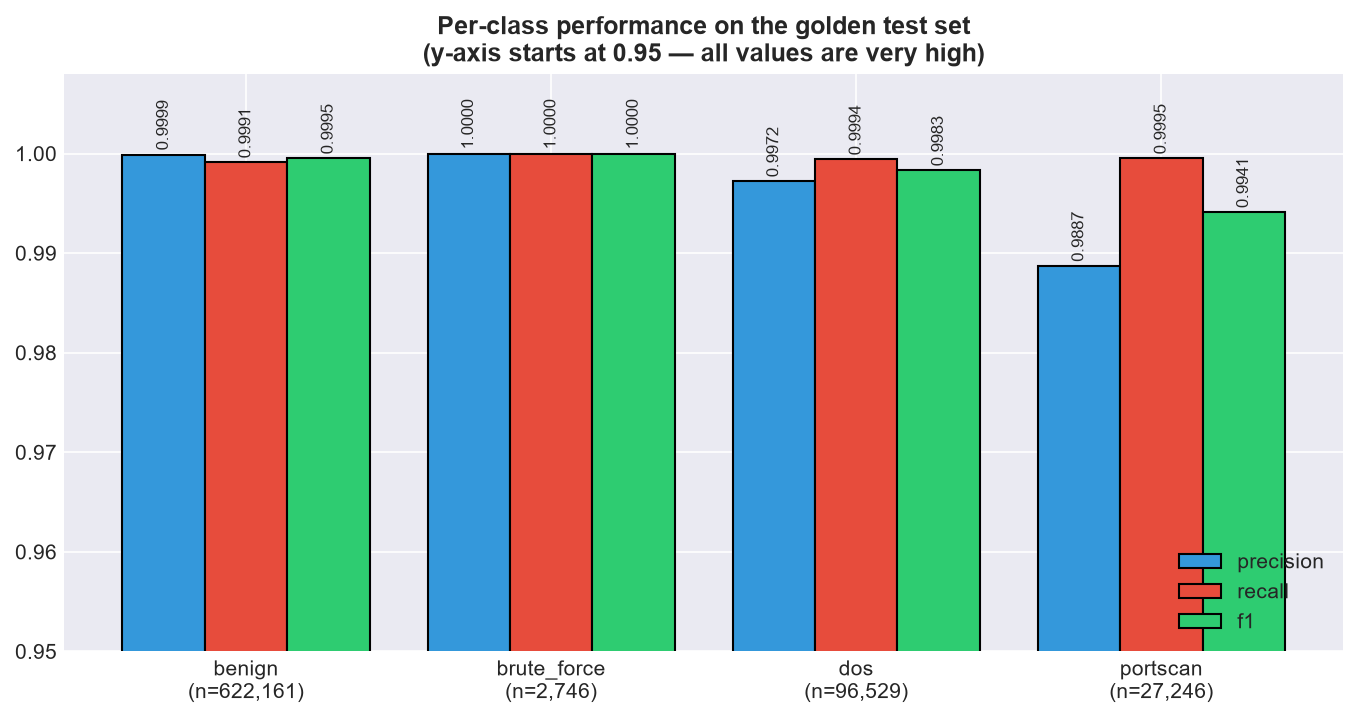 Per-class performance on the golden test set
(y-axis starts at 0.95 — all values are very high)
0.9999
0.9991
0.9995
1.0000
1.0000
1.0000
0.9972
0.9994
0.9983
0.9887
0.9995
0.9941
1.00
0.99
0.98
0.97
0.96
0.95
precision
recall
f1
benign
(n=622,161)
brute_force
(n=2,746)
dos
(n=96,529)
portscan
(n=27,246)